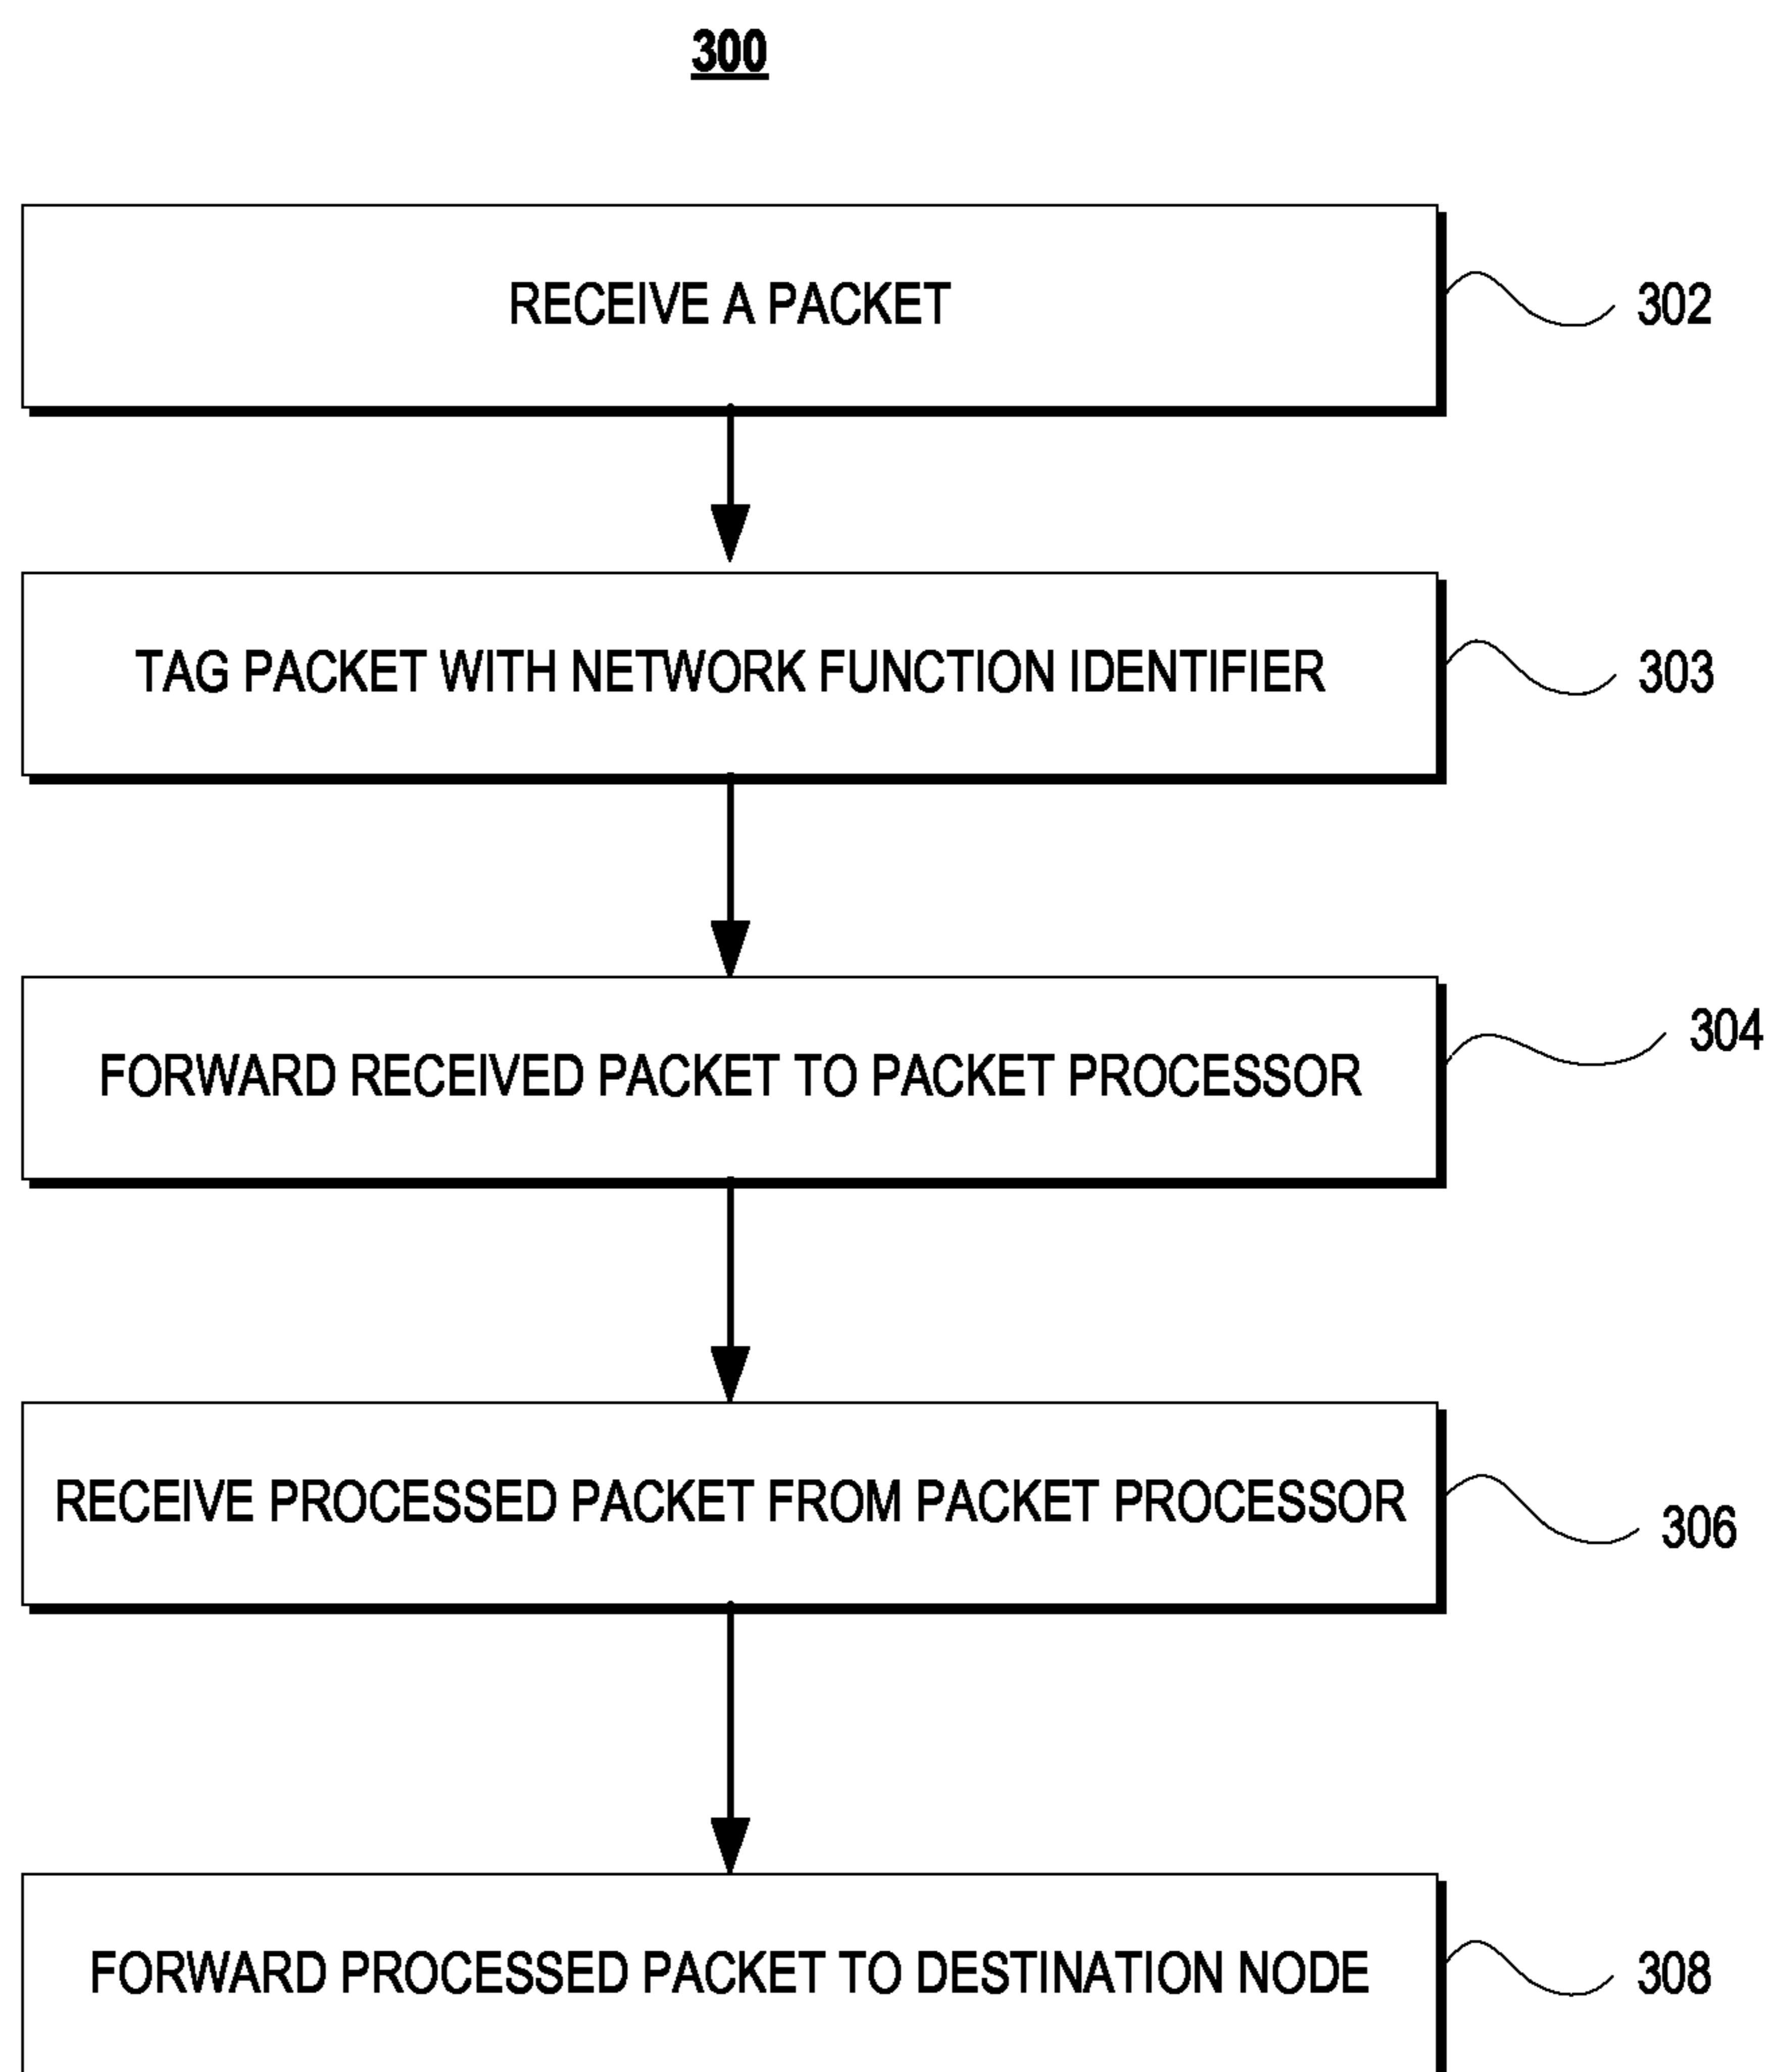 300
RECEIVE A PACKET
302
TAG PACKET WITH NETWORK FUNCTION IDENTIFIER
303
FORWARD RECEIVED PACKET TO PACKET PROCESSOR
304
RECEIVE PROCESSED PACKET FROM PACKET PROCESSOR
306
FORWARD PROCESSED PACKET TO DESTINATION NODE
308